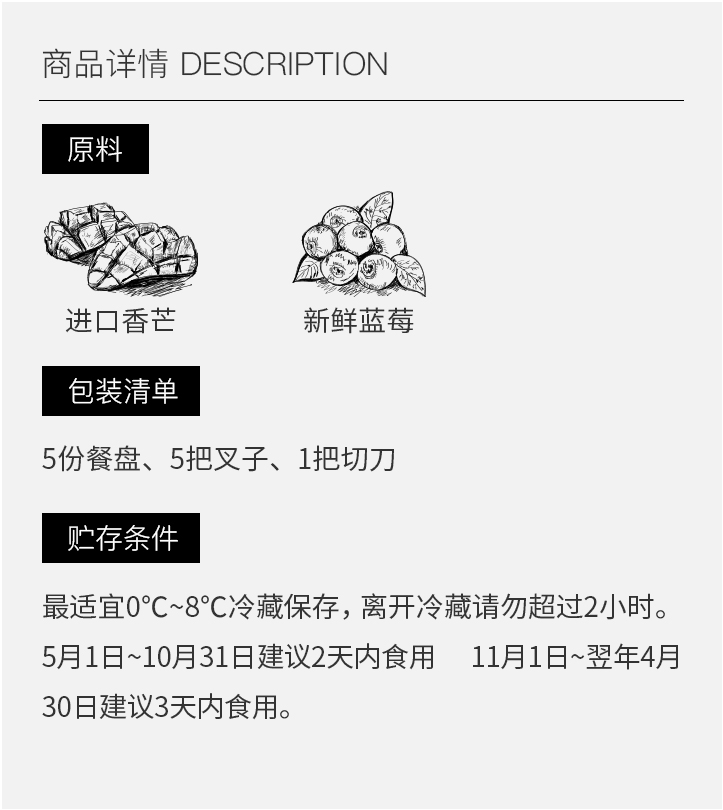 商品详情 DESCRIPTION
原料
进口香芒 新鲜蓝莓
包装清单
5份餐盘、5把叉子、1把切刀
贮存条件
最适宜0℃~8℃冷藏保存，离开冷藏请勿超过2小时。
5月1日~10月31日建议2天内食用 11月1日~翌年4月
30日建议3天内食用。